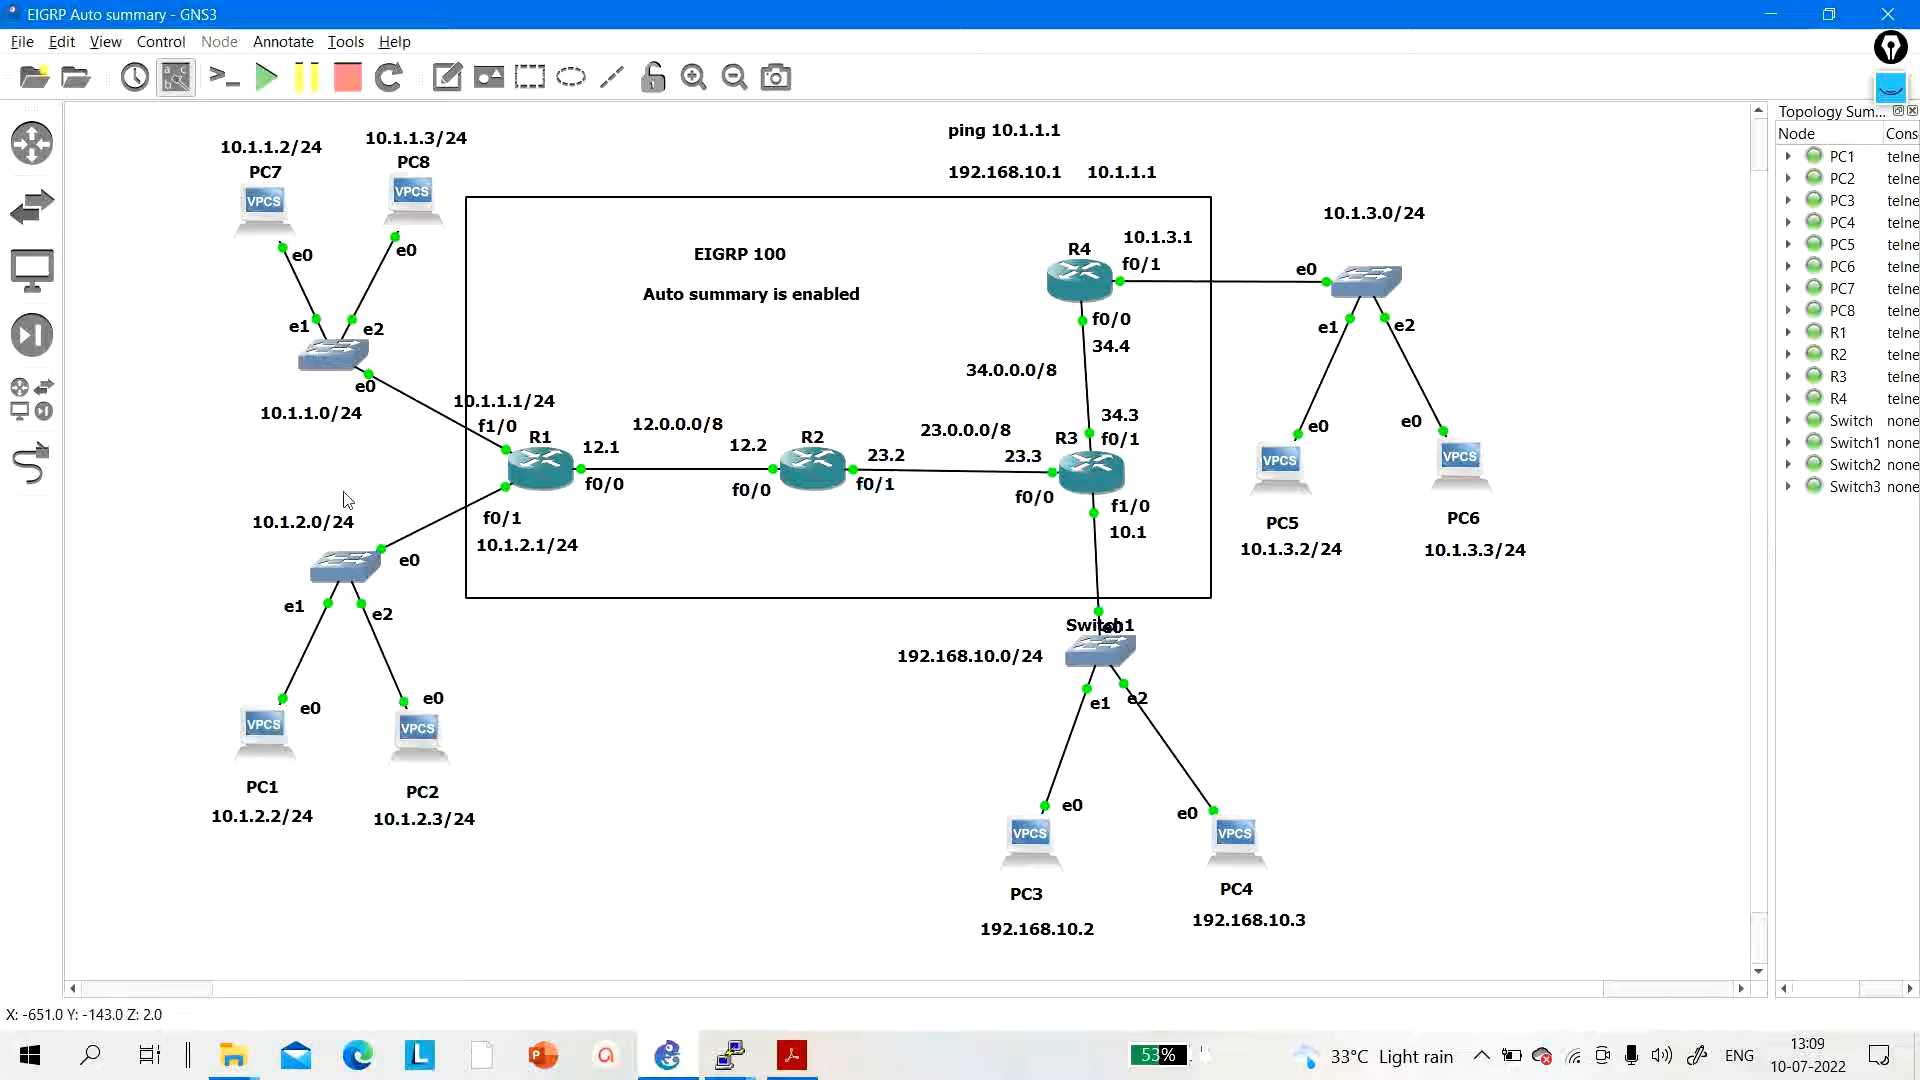 EIGRP Auto summary - GNS3
File Edit View Control Node Annotate Tools Help
Topology Sum...
Node Cons
PC1 telne
PC2 telne
PC3 telne
PC4 telne
PC5 telne
PC6 telne
PC7 telne
PC8 telne
R1 telne
R2 telne
R3 telne
R4 telne
Switch none
Switch1 none
Switch2 none
Switch3 none
10.1.1.2/24
PC7
VPCS
e0
10.1.1.3/24
PC8
VPCS
e0
e1
e2
e0
10.1.1.0/24
ping 10.1.1.1
192.168.10.1 10.1.1.1
EIGRP 100
Auto summary is enabled
10.1.1.1/24
f1/0
R1
12.1
f0/0
f0/1
10.1.2.1/24
12.0.0.0/8
12.2
R2
f0/0
23.2
f0/1
23.0.0.0/8
23.3
R3
f0/0
34.3
f0/1
f1/0
10.1
34.0.0.0/8
R4
10.1.3.1
f0/1
f0/0
34.4
10.1.3.0/24
e0
e1
e2
e0
e0
VPCS
VPCS
PC5
10.1.3.2/24
PC6
10.1.3.3/24
10.1.2.0/24
e0
e1
e2
e0
e0
VPCS
VPCS
PC1
10.1.2.2/24
PC2
10.1.2.3/24
Switch1
e0
192.168.10.0/24
e1
e2
e0
e0
VPCS
VPCS
PC3
192.168.10.2
PC4
192.168.10.3
X: -651.0 Y: -143.0 Z: 2.0
53%
33°C Light rain
ENG
13:09
10-07-2022